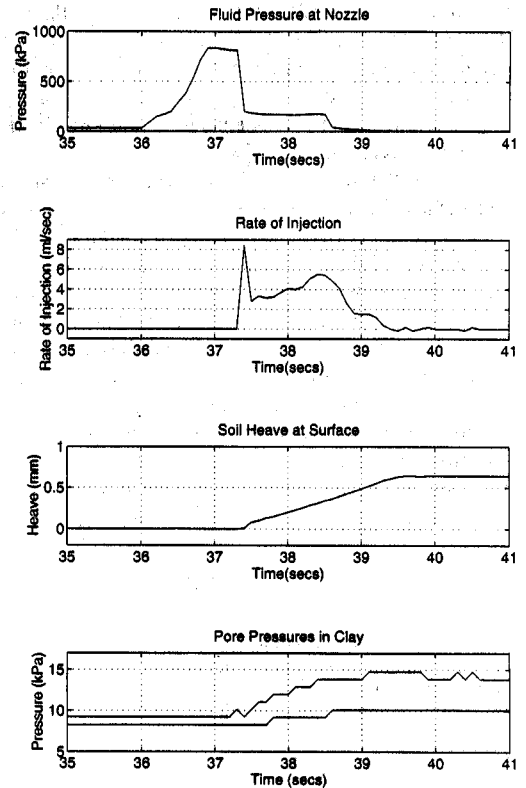 Fluid Pressure at Nozzle
Pressure (kPa)
1000
500
0
35 36 37 38 39 40 41
Time(secs)
Rate of Injection
Rate of Injection (ml/sec)
8
6
4
2
0
35 36 37 38 39 40 41
Time(secs)
Soil Heave at Surface
Heave (mm)
1
0.5
0
35 36 37 38 39 40 41
Time(secs)
Pore Pressures in Clay
Pressure (kPa)
15
10
5
35 36 37 38 39 40 41
Time (secs)